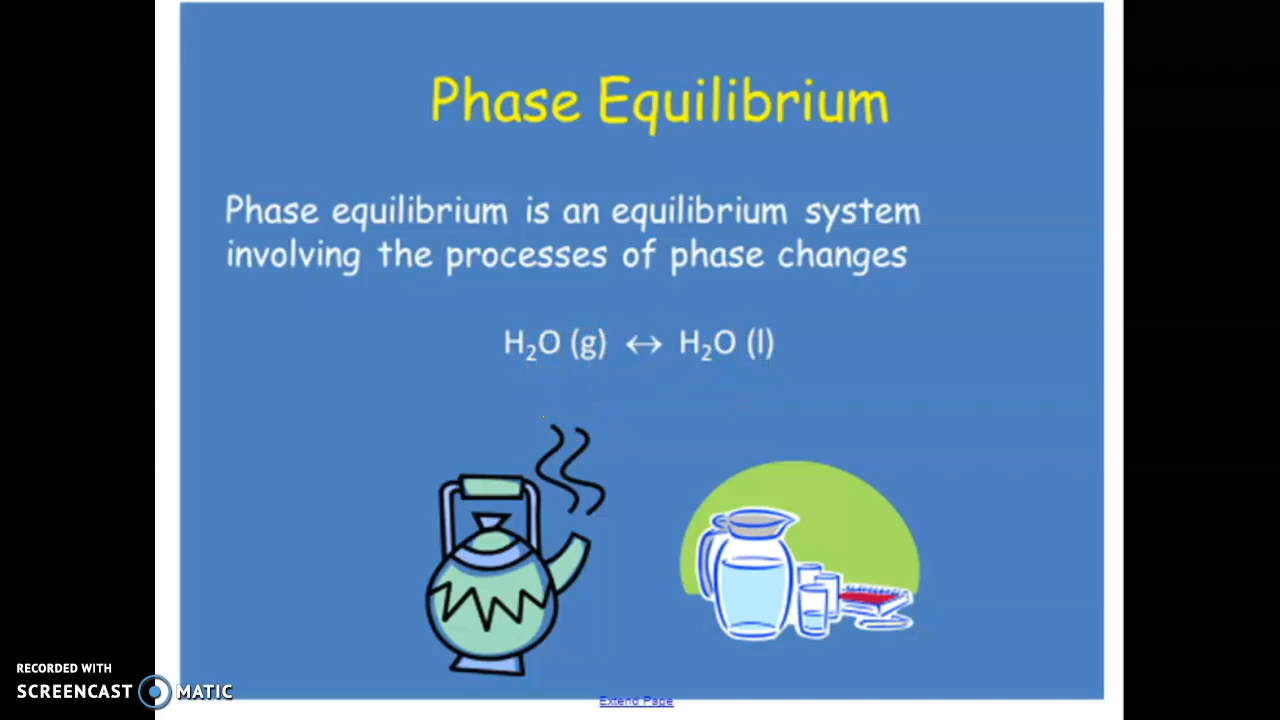 Phase Equilibrium
Phase equilibrium is an equilibrium system
involving the processes of phase changes
H₂O (g) ↔ H₂O (l)
RECORDED WITH
SCREENCAST MATIC
Extend Page